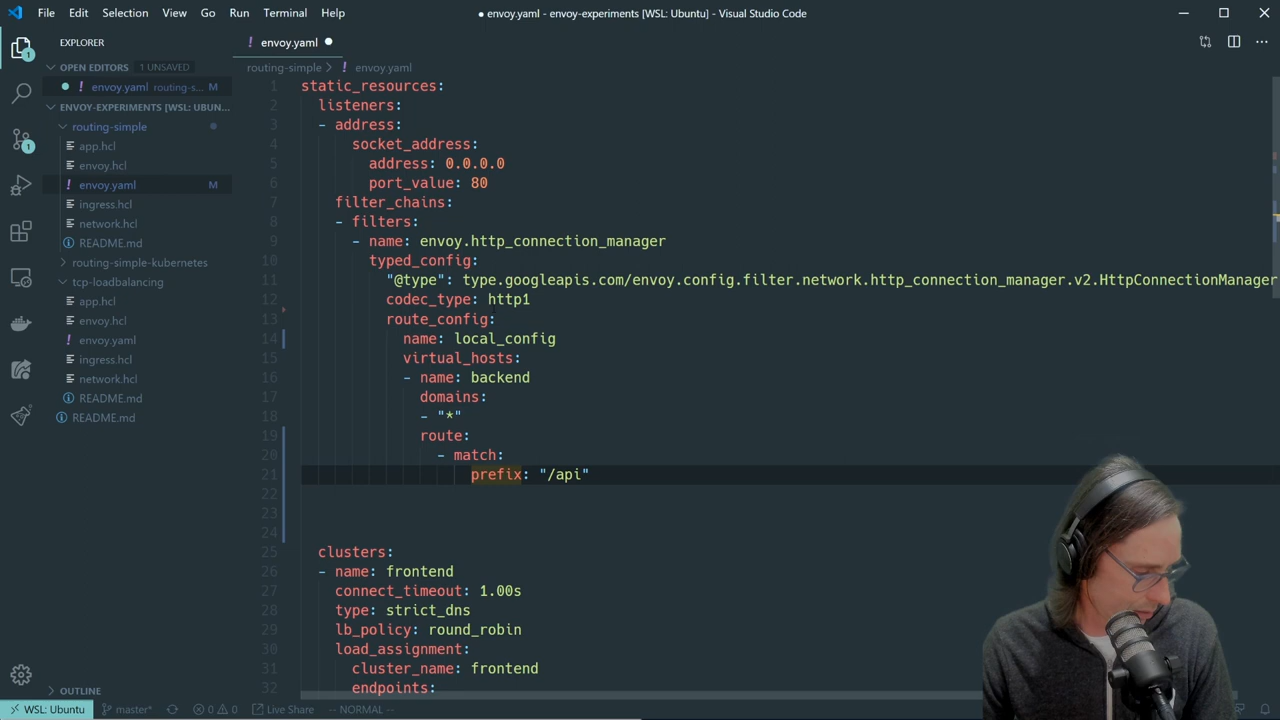 File Edit Selection View Go Run Terminal Help
● envoy.yaml - envoy-experiments [WSL: Ubuntu] - Visual Studio Code
EXPLORER
OPEN EDITORS 1 UNSAVED
! envoy.yaml routing-s... M
ENVOY-EXPERIMENTS [WSL: UBUN...
routing-simple
app.hcl
envoy.hcl
! envoy.yaml M
ingress.hcl
network.hcl
README.md
routing-simple-kubernetes
tcp-loadbalancing
app.hcl
envoy.hcl
! envoy.yaml
ingress.hcl
network.hcl
README.md
README.md
OUTLINE
! envoy.yaml
routing-simple > ! envoy.yaml
1 static_resources:
2 listeners:
3 - address:
4 socket_address:
5 address: 0.0.0.0
6 port_value: 80
7 filter_chains:
8 - filters:
9 - name: envoy.http_connection_manager
10 typed_config:
11 "@type": type.googleapis.com/envoy.config.filter.network.http_connection_manager.v2.HttpConnectionManager
12 codec_type: http1
13 route_config:
14 name: local_config
15 virtual_hosts:
16 - name: backend
17 domains:
18 - "*"
19 route:
20 - match:
21 prefix: "/api"
22
23
24
25 clusters:
26 - name: frontend
27 connect_timeout: 1.00s
28 type: strict_dns
29 lb_policy: round_robin
30 load_assignment:
31 cluster_name: frontend
32 endpoints:
WSL: Ubuntu master* 0 0 Live Share -- NORMAL --